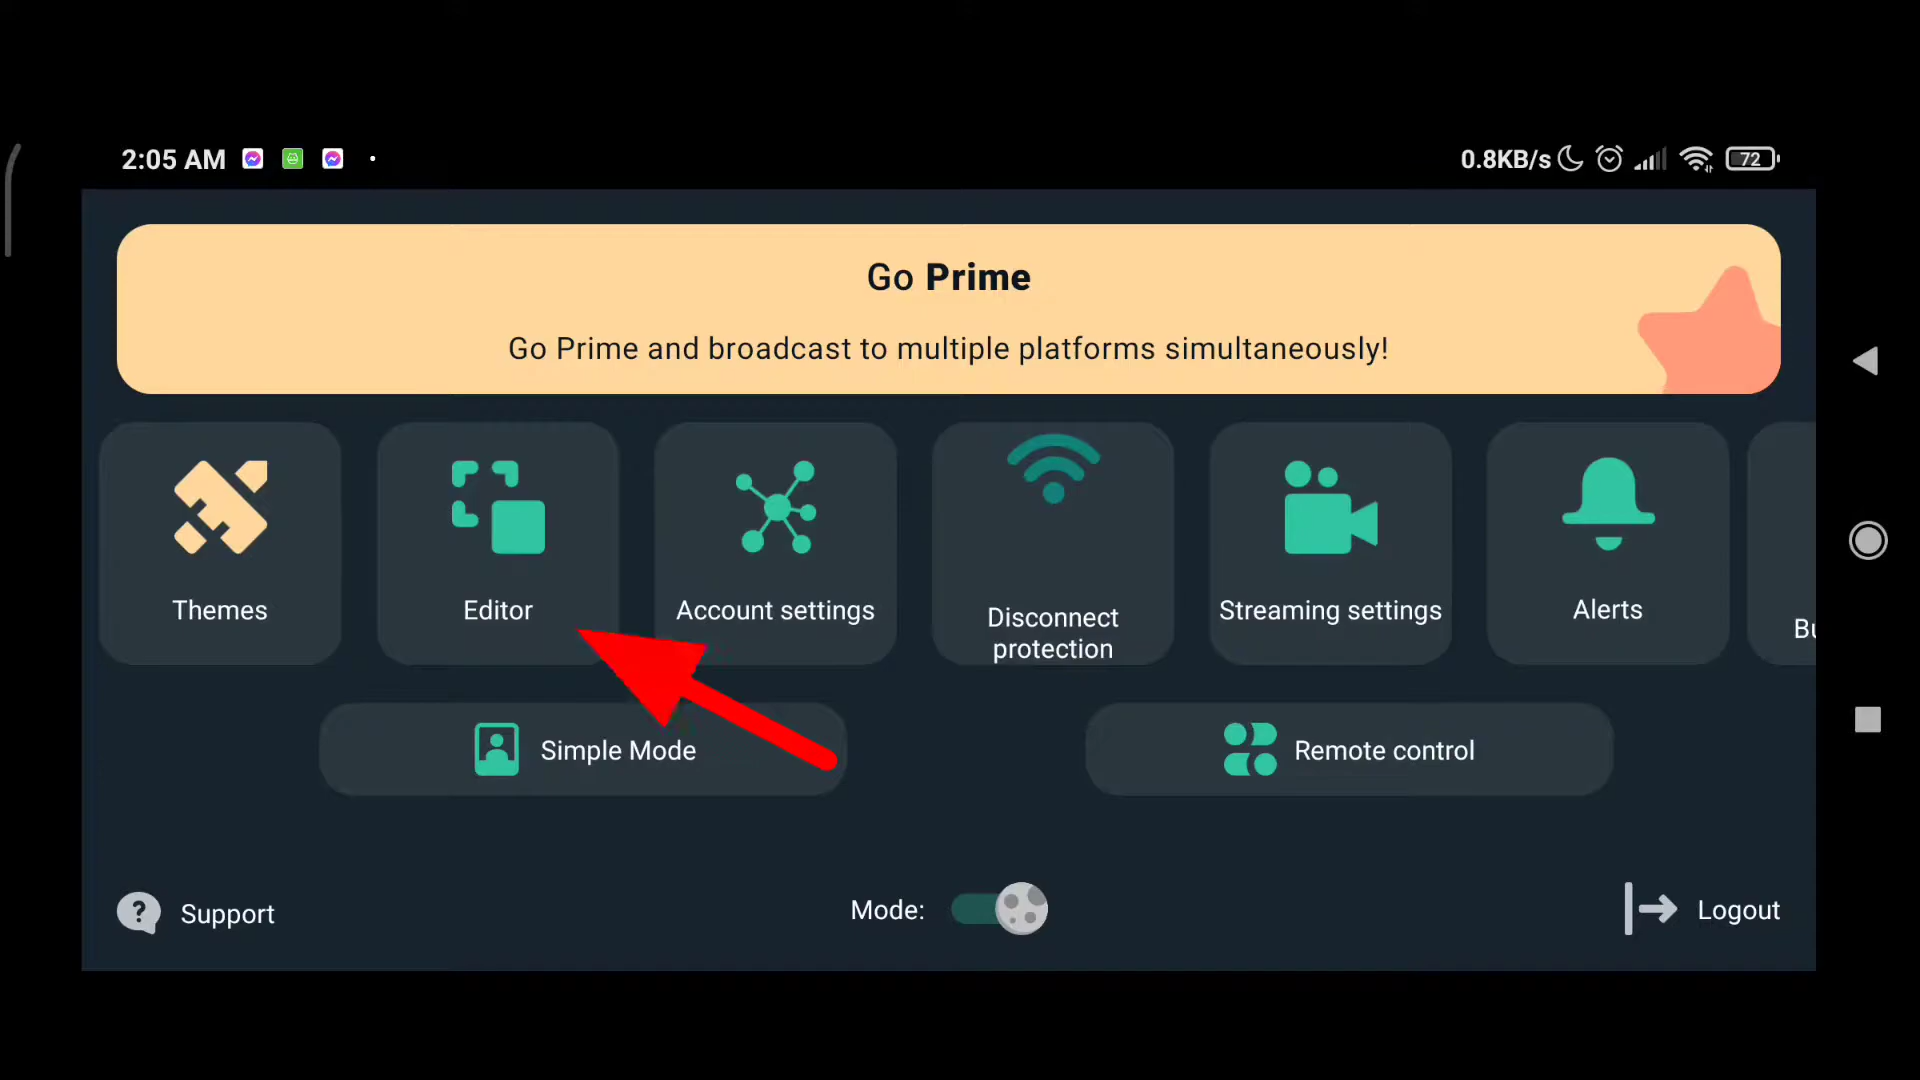 2:05 AM
0.8KB/s
72
Go Prime
Go Prime and broadcast to multiple platforms simultaneously!
Themes
Editor
Account settings
Disconnect
protection
Streaming settings
Alerts
Bu
Simple Mode
Remote control
? Support
Mode:
Logout